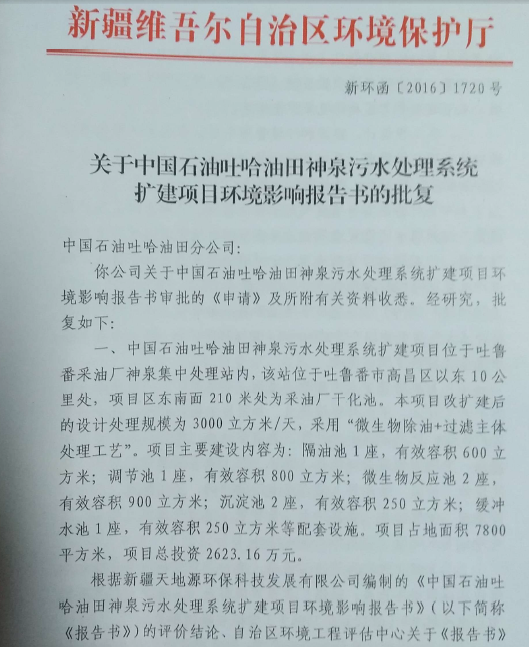 新疆维吾尔自治区环境保护厅
新环函〔2016〕1720号
关于中国石油吐哈油田神泉污水处理系统
扩建项目环境影响报告书的批复
中国石油吐哈油田分公司：
你公司关于中国石油吐哈油田神泉污水处理系统扩建项目环
境影响报告书审批的《申请》及所附有关资料收悉。经研究，批
复如下：
一、中国石油吐哈油田神泉污水处理系统扩建项目位于吐鲁
番采油厂神泉集中处理站内，该站位于吐鲁番市高昌区以东10公
里处，项目区东南面210米处为采油厂干化池。本项目改扩建后
的设计处理规模为3000立方米/天，采用“微生物除油+过滤主体
处理工艺”。项目主要建设内容为：隔油池1座，有效容积600立
方米；调节池1座，有效容积800立方米；微生物反应池2座，
有效容积900立方米；沉淀池2座，有效容积250立方米；缓冲
水池1座，有效容积250立方米等配套设施。项目占地面积7800
平方米，项目总投资2623.16万元。
根据新疆天地源环保科技发展有限公司编制的《中国石油吐
哈油田神泉污水处理系统扩建项目环境影响报告书》（以下简称
《报告书》）的评价结论、自治区环境工程评估中心关于《报告书》